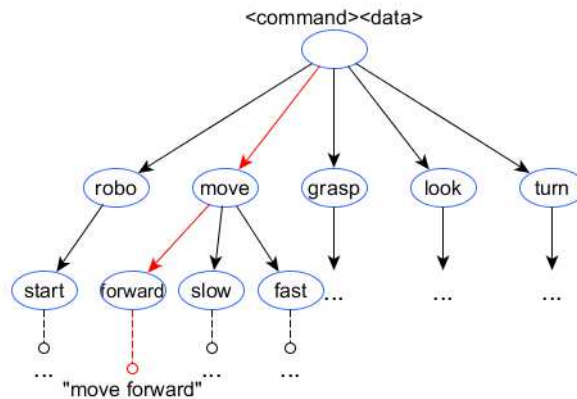 <command><data>
robo move grasp look turn
start forward slow fast ... ... ...
... ... ...
"move forward"